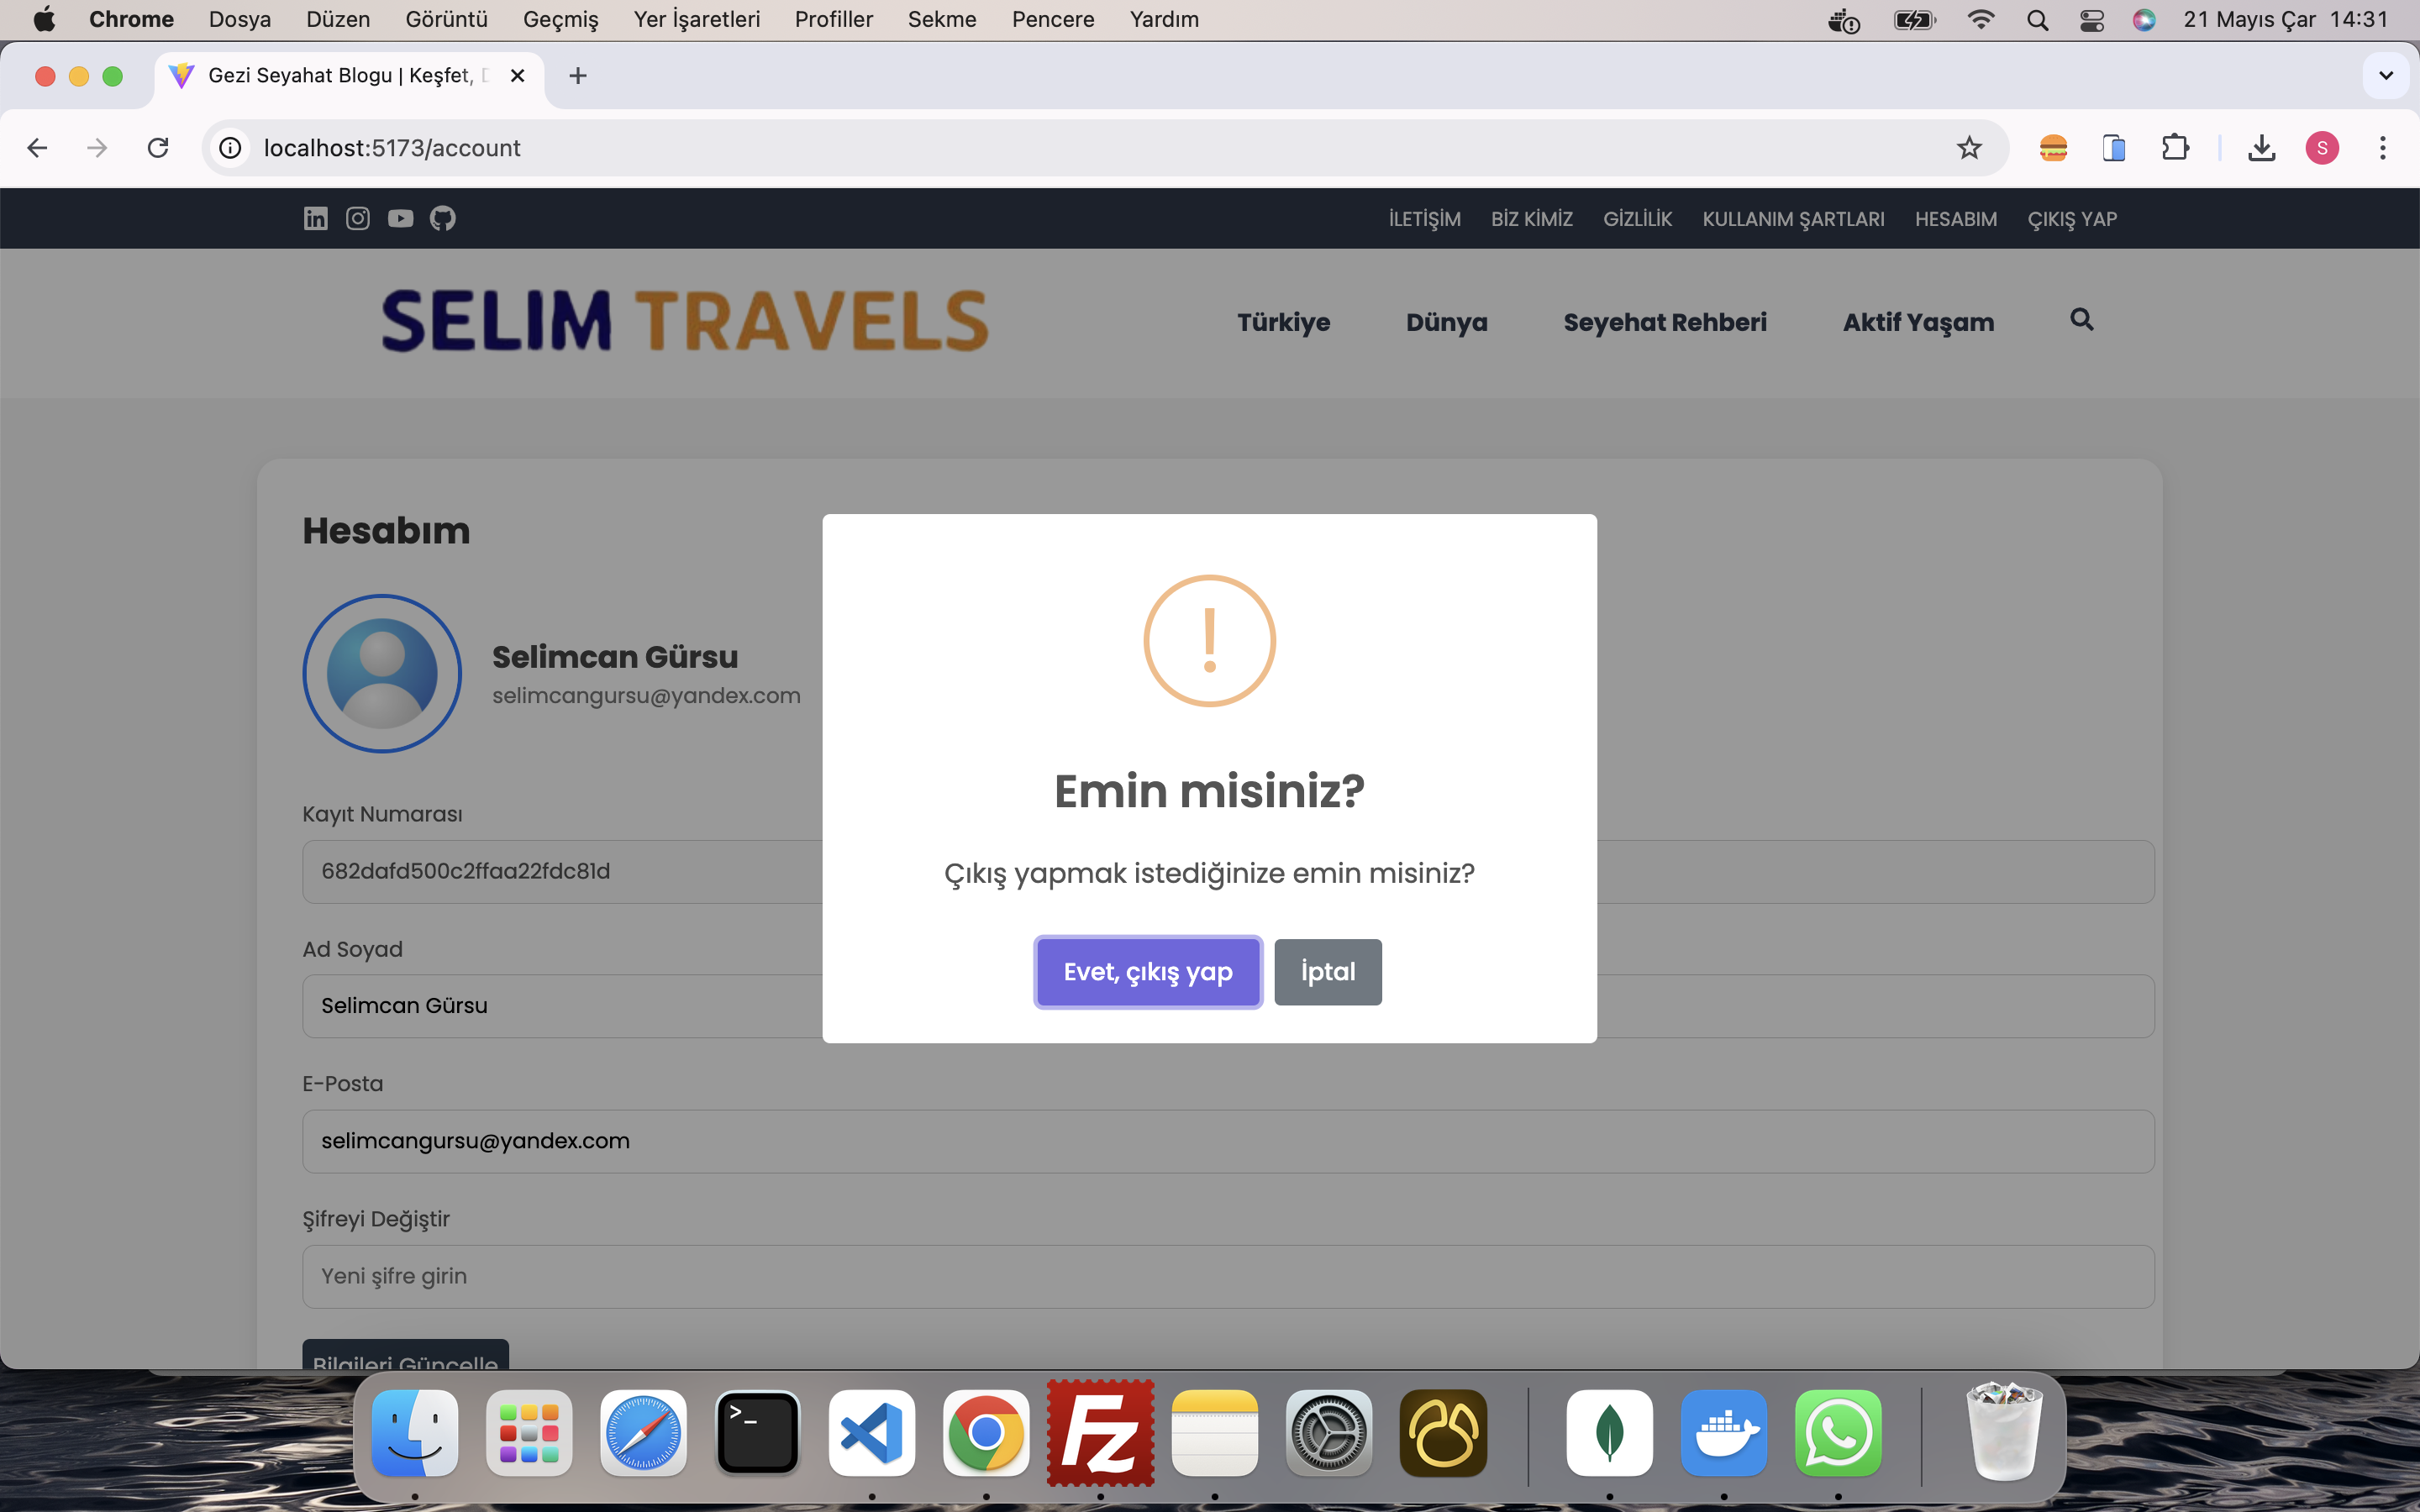 Chrome Dosya Düzen Görüntü Geçmiş Yer İşaretleri Profiller Sekme Pencere Yardım 21 Mayıs Çar 14:31
Gezi Seyahat Blogu | Keşfet,
localhost:5173/account
S
İLETİŞİM BİZ KİMİZ GİZLİLİK KULLANIM ŞARTLARI HESABIM ÇIKIŞ YAP
SELIM TRAVELS
Türkiye Dünya Seyehat Rehberi Aktif Yaşam
Hesabım
Selimcan Gürsu
selimcangursu@yandex.com
Kayıt Numarası
682dafd500c2ffaa22fdc81d
Ad Soyad
Selimcan Gürsu
E-Posta
selimcangursu@yandex.com
Şifreyi Değiştir
Yeni şifre girin
Bilgileri Güncelle
!
Emin misiniz?
Çıkış yapmak istediğinize emin misiniz?
Evet, çıkış yap İptal
>_
Fz